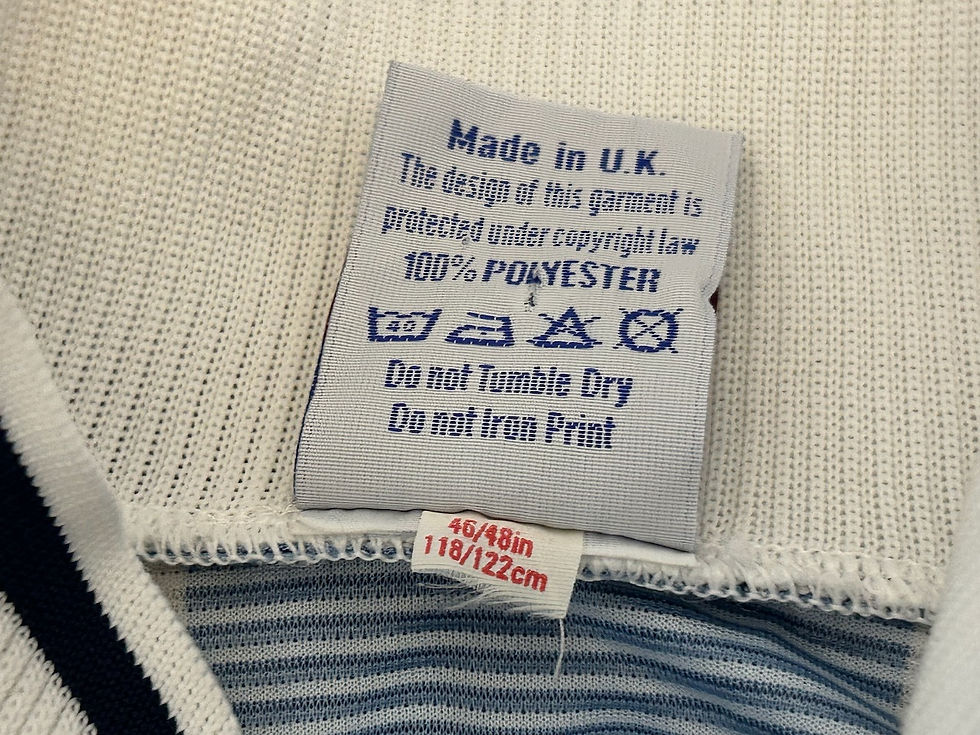 Made in U.K.
The design of this garment is
protected under copyright law
100% POLYESTER
40
Do not Tumble Dry
Do not Iron Print
46/48in
118/122cm